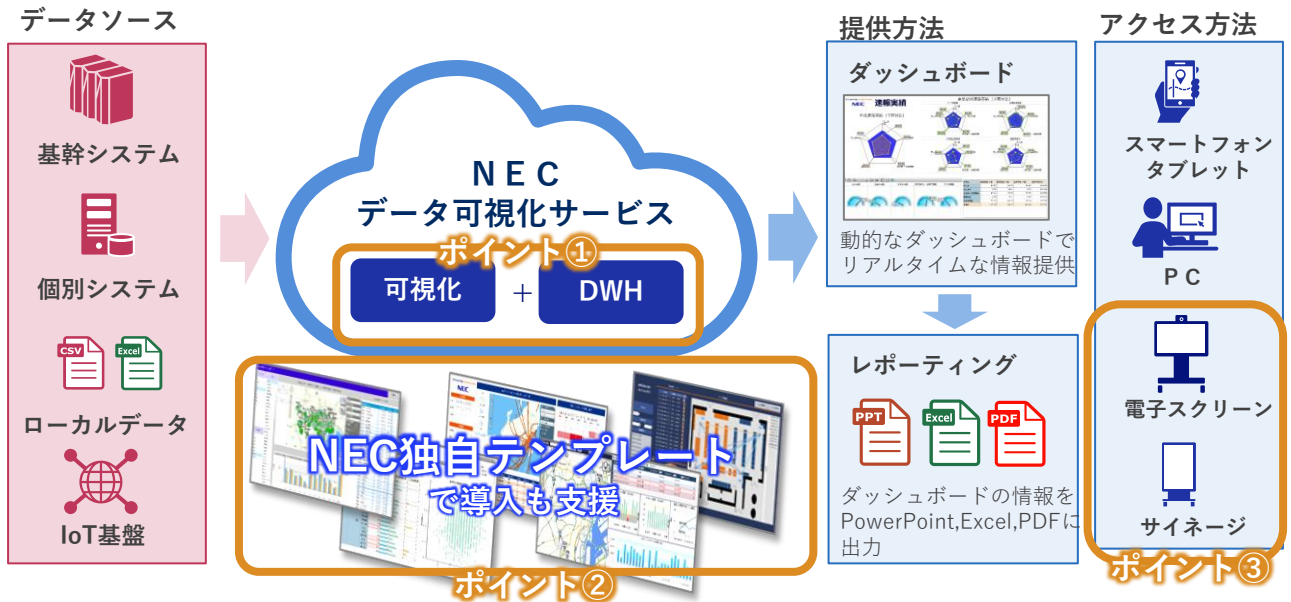 データソース
基幹システム
個別システム
CSV
Excel
ローカルデータ
IoT基盤
ＮＥＣ
データ可視化サービス
ポイント①
可視化
+
DWH
NEC
NEC独自テンプレート
で導入も支援
ポイント②
提供方法
ダッシュボード
NEC 速報実績
動的なダッシュボードで
リアルタイムな情報提供
レポーティング
PPT
Excel
PDF
ダッシュボードの情報を
PowerPoint,Excel,PDFに
出力
アクセス方法
スマートフォン
タブレット
ＰＣ
電子スクリーン
サイネージ
ポイント③